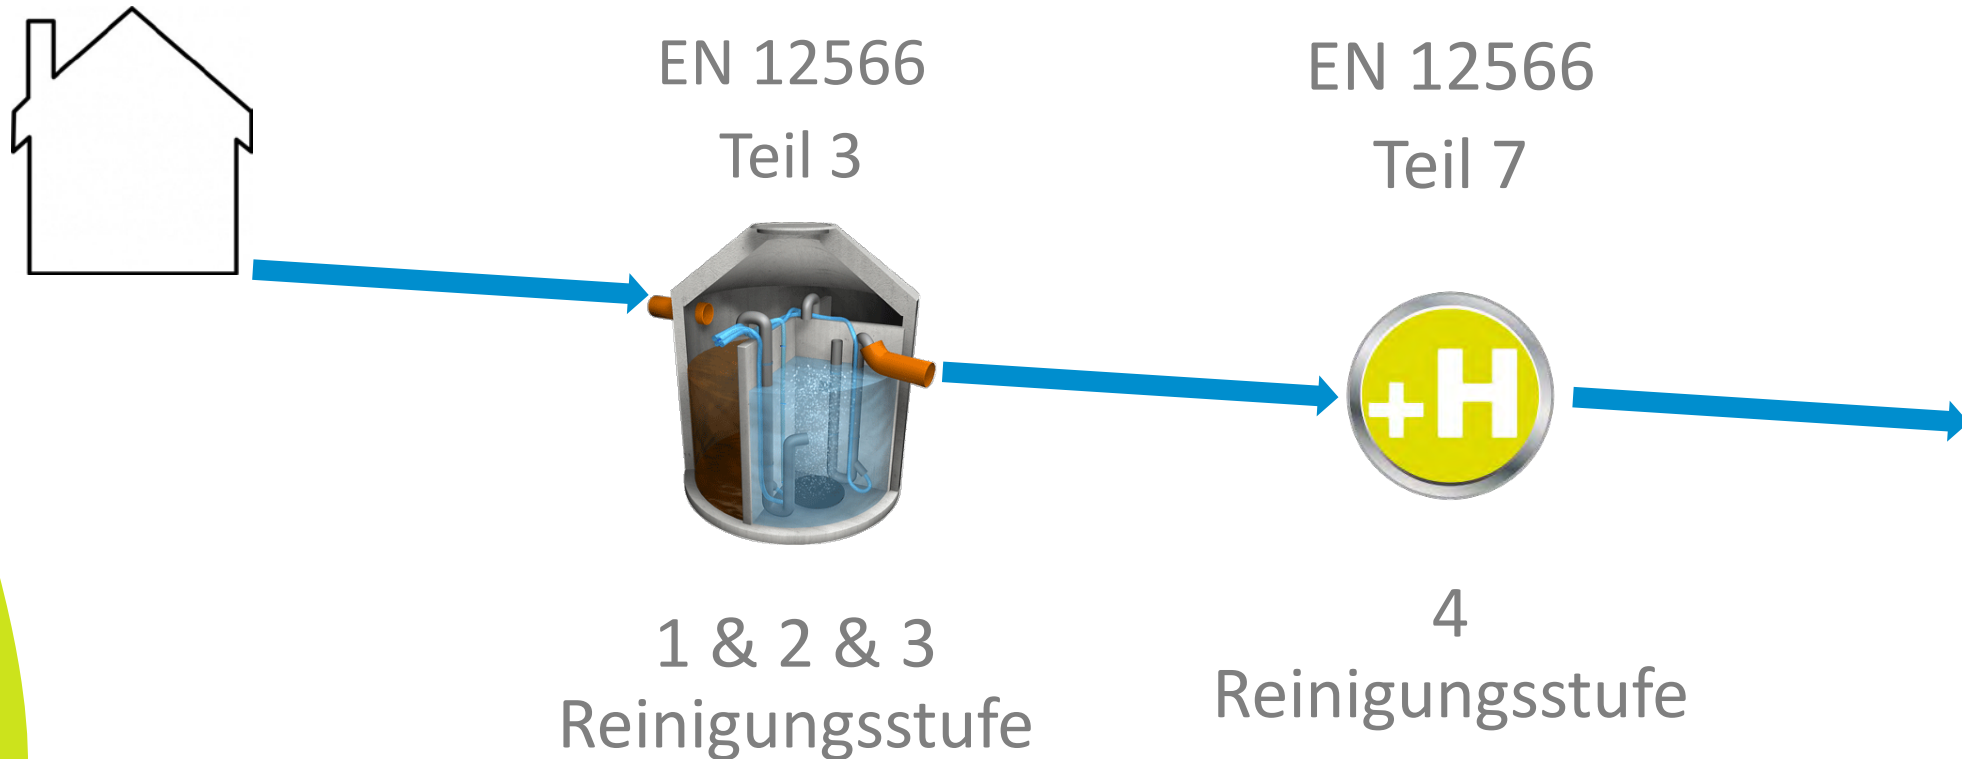 EN 12566
Teil 3
EN 12566
Teil 7
+H
1 & 2 & 3
Reinigungsstufe
4
Reinigungsstufe